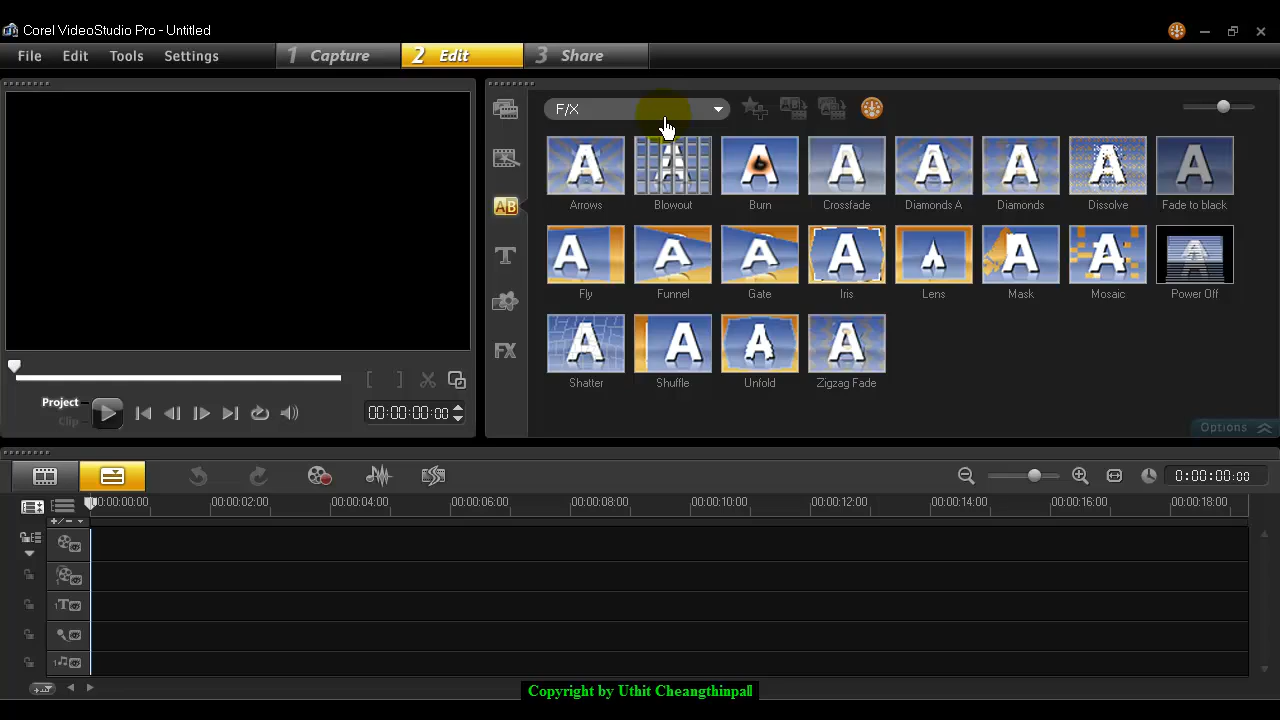 Corel VideoStudio Pro - Untitled
File Edit Tools Settings 1 Capture 2 Edit 3 Share
F/X
Arrows Blowout Burn Crossfade Diamonds A Diamonds Dissolve Fade to black
Fly Funnel Gate Iris Lens Mask Mosaic Power Off
Shatter Shuffle Unfold Zigzag Fade
Project
Clip
00:00:00:00
Options
0:00:00:00
00:00:00:00 00:00:02:00 00:00:04:00 00:00:06:00 00:00:08:00 00:00:10:00 00:00:12:00 00:00:14:00 00:00:16:00 00:00:18:00
Copyright by Uthit Cheangthinpall